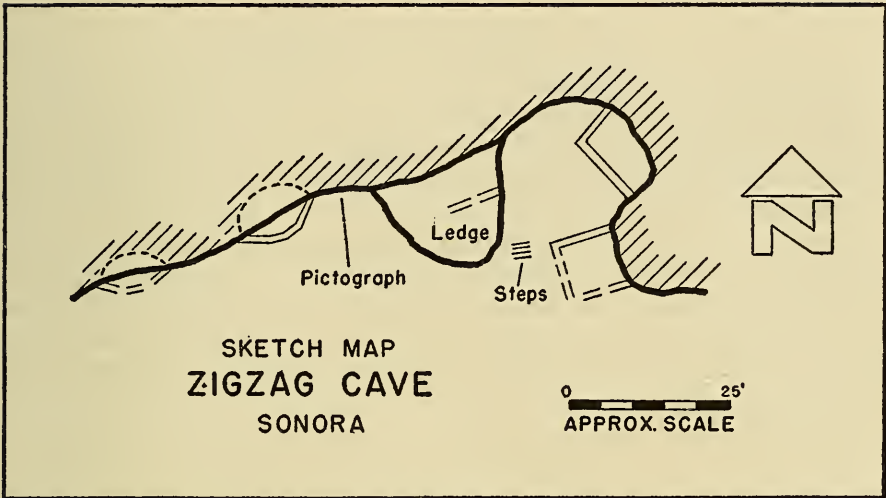 Ledge
Pictograph
Steps
N
SKETCH MAP
ZIGZAG CAVE
SONORA
0 25'
APPROX. SCALE